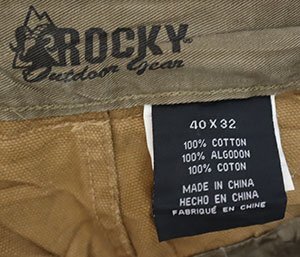 ROCKY®
Outdoor Gear
40 X 32
100% COTTON
100% ALGODON
100% COTON
MADE IN CHINA
HECHO EN CHINA
FABRIQUÉ EN CHINE